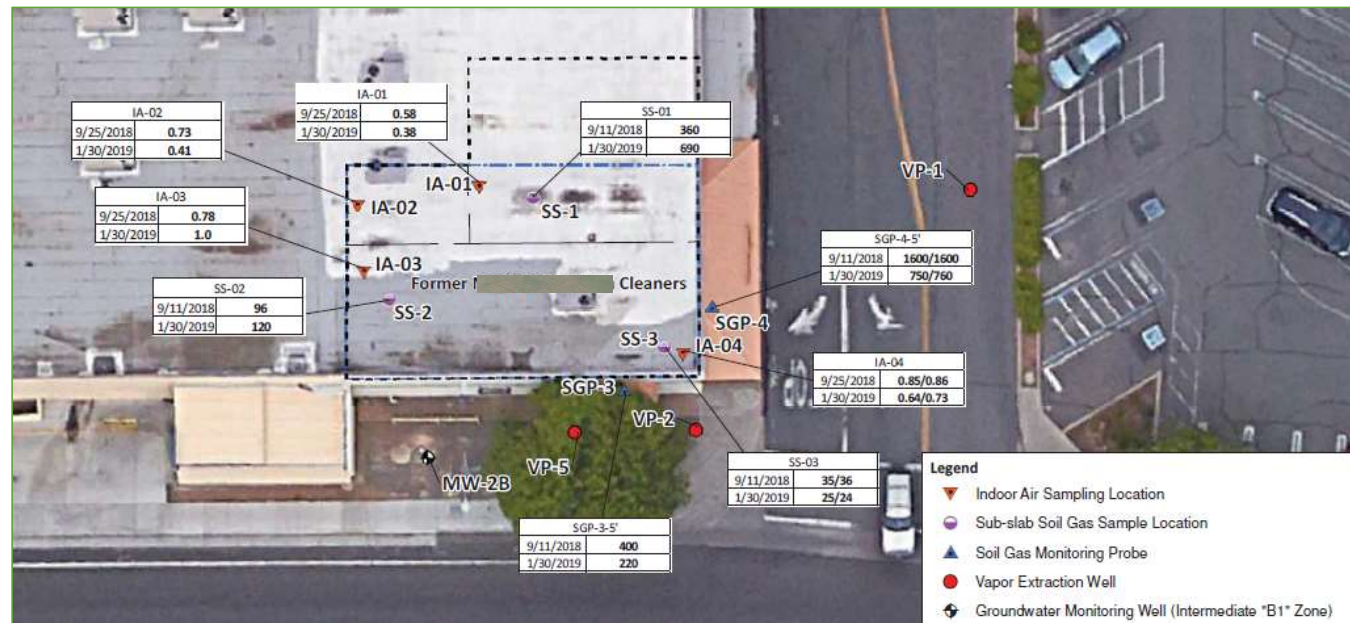 IA-01
9/25/2018 0.58
1/30/2019 0.38
IA-02
9/25/2018 0.73
1/30/2019 0.41
SS-01
9/11/2018 360
1/30/2019 690
IA-03
9/25/2018 0.78
1/30/2019 1.0
SS-02
9/11/2018 96
1/30/2019 120
IA-01
IA-02
SS-1
VP-1
IA-03
Former Cleaners
SS-2
SS-3
IA-04
SGP-4-5'
9/11/2018 1600/1600
1/30/2019 750/760
SGP-4
IA-04
9/25/2018 0.85/0.86
1/30/2019 0.64/0.73
SGP-3
VP-2
VP-5
MW-2B
SS-03
9/11/2018 35/36
1/30/2019 25/24
SGP-3-5'
9/11/2018 400
1/30/2019 220
Legend
Indoor Air Sampling Location
Sub-slab Soil Gas Sample Location
Soil Gas Monitoring Probe
Vapor Extraction Well
Groundwater Monitoring Well (Intermediate "B1" Zone)